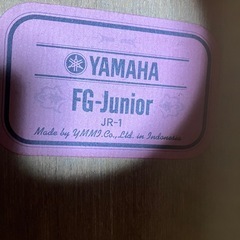 YAMAHA
FG-Junior
JR-1
Made by YMMI.Co.,Ltd. in Indonesia